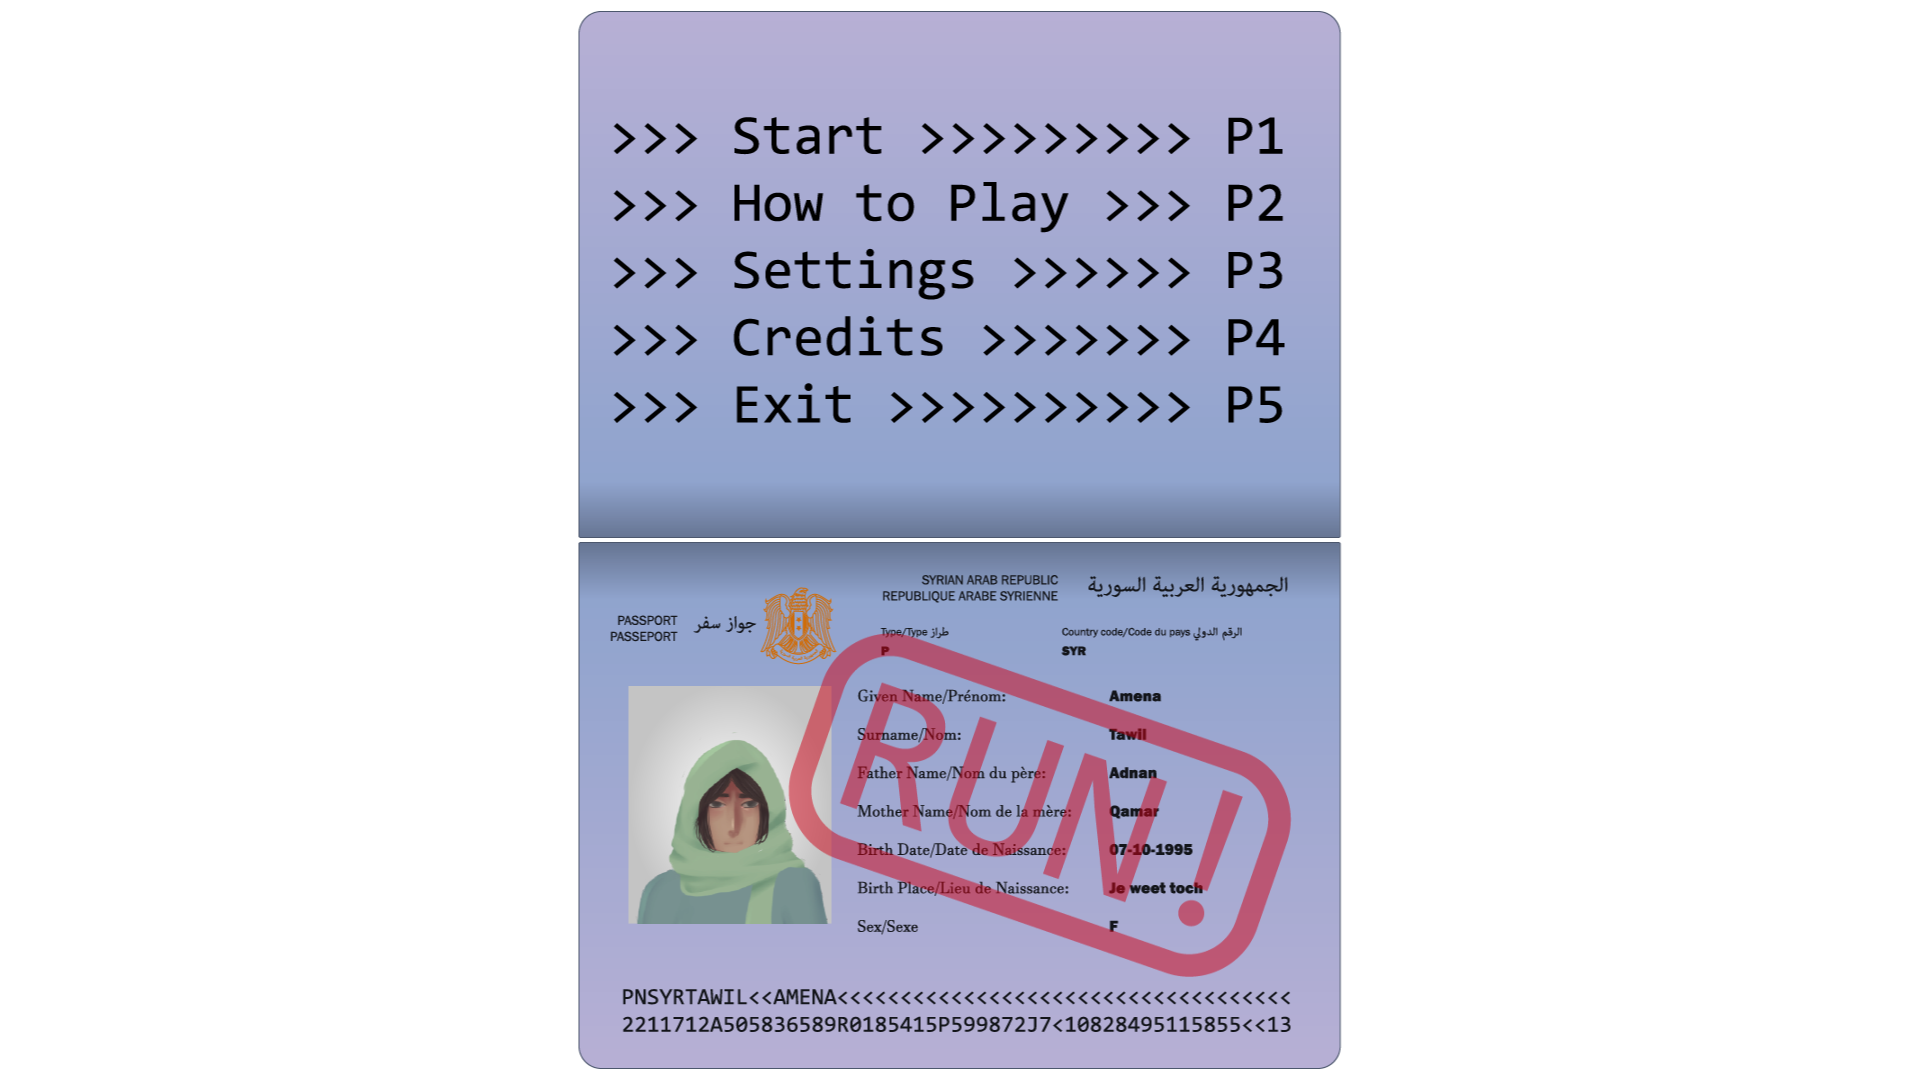 >>> Start >>>>>>>>> P1
>>> How to Play >>> P2
>>> Settings >>>>>> P3
>>> Credits >>>>>>> P4
>>> Exit >>>>>>>>>> P5
SYRIAN ARAB REPUBLIC
REPUBLIQUE ARABE SYRIENNE
الجمهورية العربية السورية
PASSPORT
PASSEPORT
جواز سفر
Type/Type طراز
P
Country code/Code du pays الرقم الدولي
SYR
Given Name/Prénom: Amena
Surname/Nom: Tawil
Father Name/Nom du père: Adnan
Mother Name/Nom de la mère: Qamar
Birth Date/Date de Naissance: 07-10-1995
Birth Place/Lieu de Naissance: Je weet toch
Sex/Sexe F
RUN!
PNSYRTAWIL<<AMENA<<<<<<<<<<<<<<<<<<<<<<<<<<<<<<<<<<<<
2211712A505836589R0185415P599872J7<10828495115855<<13